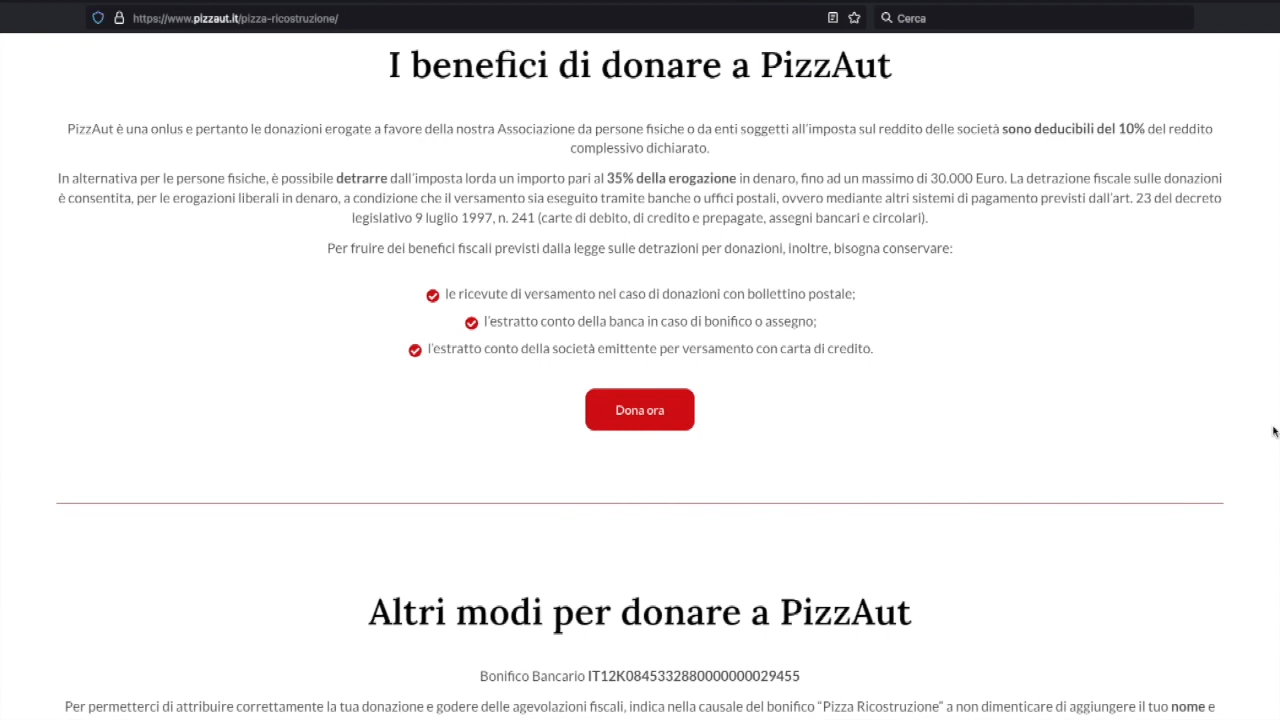 https://www.pizzaut.it/pizza-ricostruzione/
Cerca
I benefici di donare a PizzAut
PizzAut è una onlus e pertanto le donazioni erogate a favore della nostra Associazione da persone fisiche o da enti soggetti all'imposta sul reddito delle società sono deducibili del 10% del reddito
complessivo dichiarato.
In alternativa per le persone fisiche, è possibile detrarre dall'imposta lorda un importo pari al 35% della erogazione in denaro, fino ad un massimo di 30.000 Euro. La detrazione fiscale sulle donazioni
è consentita, per le erogazioni liberali in denaro, a condizione che il versamento sia eseguito tramite banche o uffici postali, ovvero mediante altri sistemi di pagamento previsti dall'art. 23 del decreto
legislativo 9 luglio 1997, n. 241 (carte di debito, di credito e prepagate, assegni bancari e circolari).
Per fruire dei benefici fiscali previsti dalla legge sulle detrazioni per donazioni, inoltre, bisogna conservare:
le ricevute di versamento nel caso di donazioni con bollettino postale;
l'estratto conto della banca in caso di bonifico o assegno;
l'estratto conto della società emittente per versamento con carta di credito.
Dona ora
Altri modi per donare a PizzAut
Bonifico Bancario IT12K0845332880000000029455
Per permetterci di attribuire correttamente la tua donazione e godere delle agevolazioni fiscali, indica nella causale del bonifico “Pizza Ricostruzione” a non dimenticare di aggiungere il tuo nome e